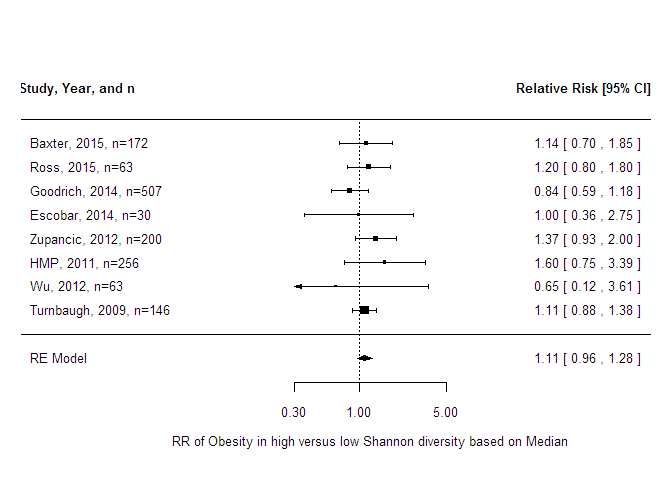 Study, Year, and n Relative Risk [95% CI]
Baxter, 2015, n=172 1.14 [ 0.70 , 1.85 ]
Ross, 2015, n=63 1.20 [ 0.80 , 1.80 ]
Goodrich, 2014, n=507 0.84 [ 0.59 , 1.18 ]
Escobar, 2014, n=30 1.00 [ 0.36 , 2.75 ]
Zupancic, 2012, n=200 1.37 [ 0.93 , 2.00 ]
HMP, 2011, n=256 1.60 [ 0.75 , 3.39 ]
Wu, 2012, n=63 0.65 [ 0.12 , 3.61 ]
Turnbaugh, 2009, n=146 1.11 [ 0.88 , 1.38 ]
RE Model 1.11 [ 0.96 , 1.28 ]
0.30 1.00 5.00
RR of Obesity in high versus low Shannon diversity based on Median